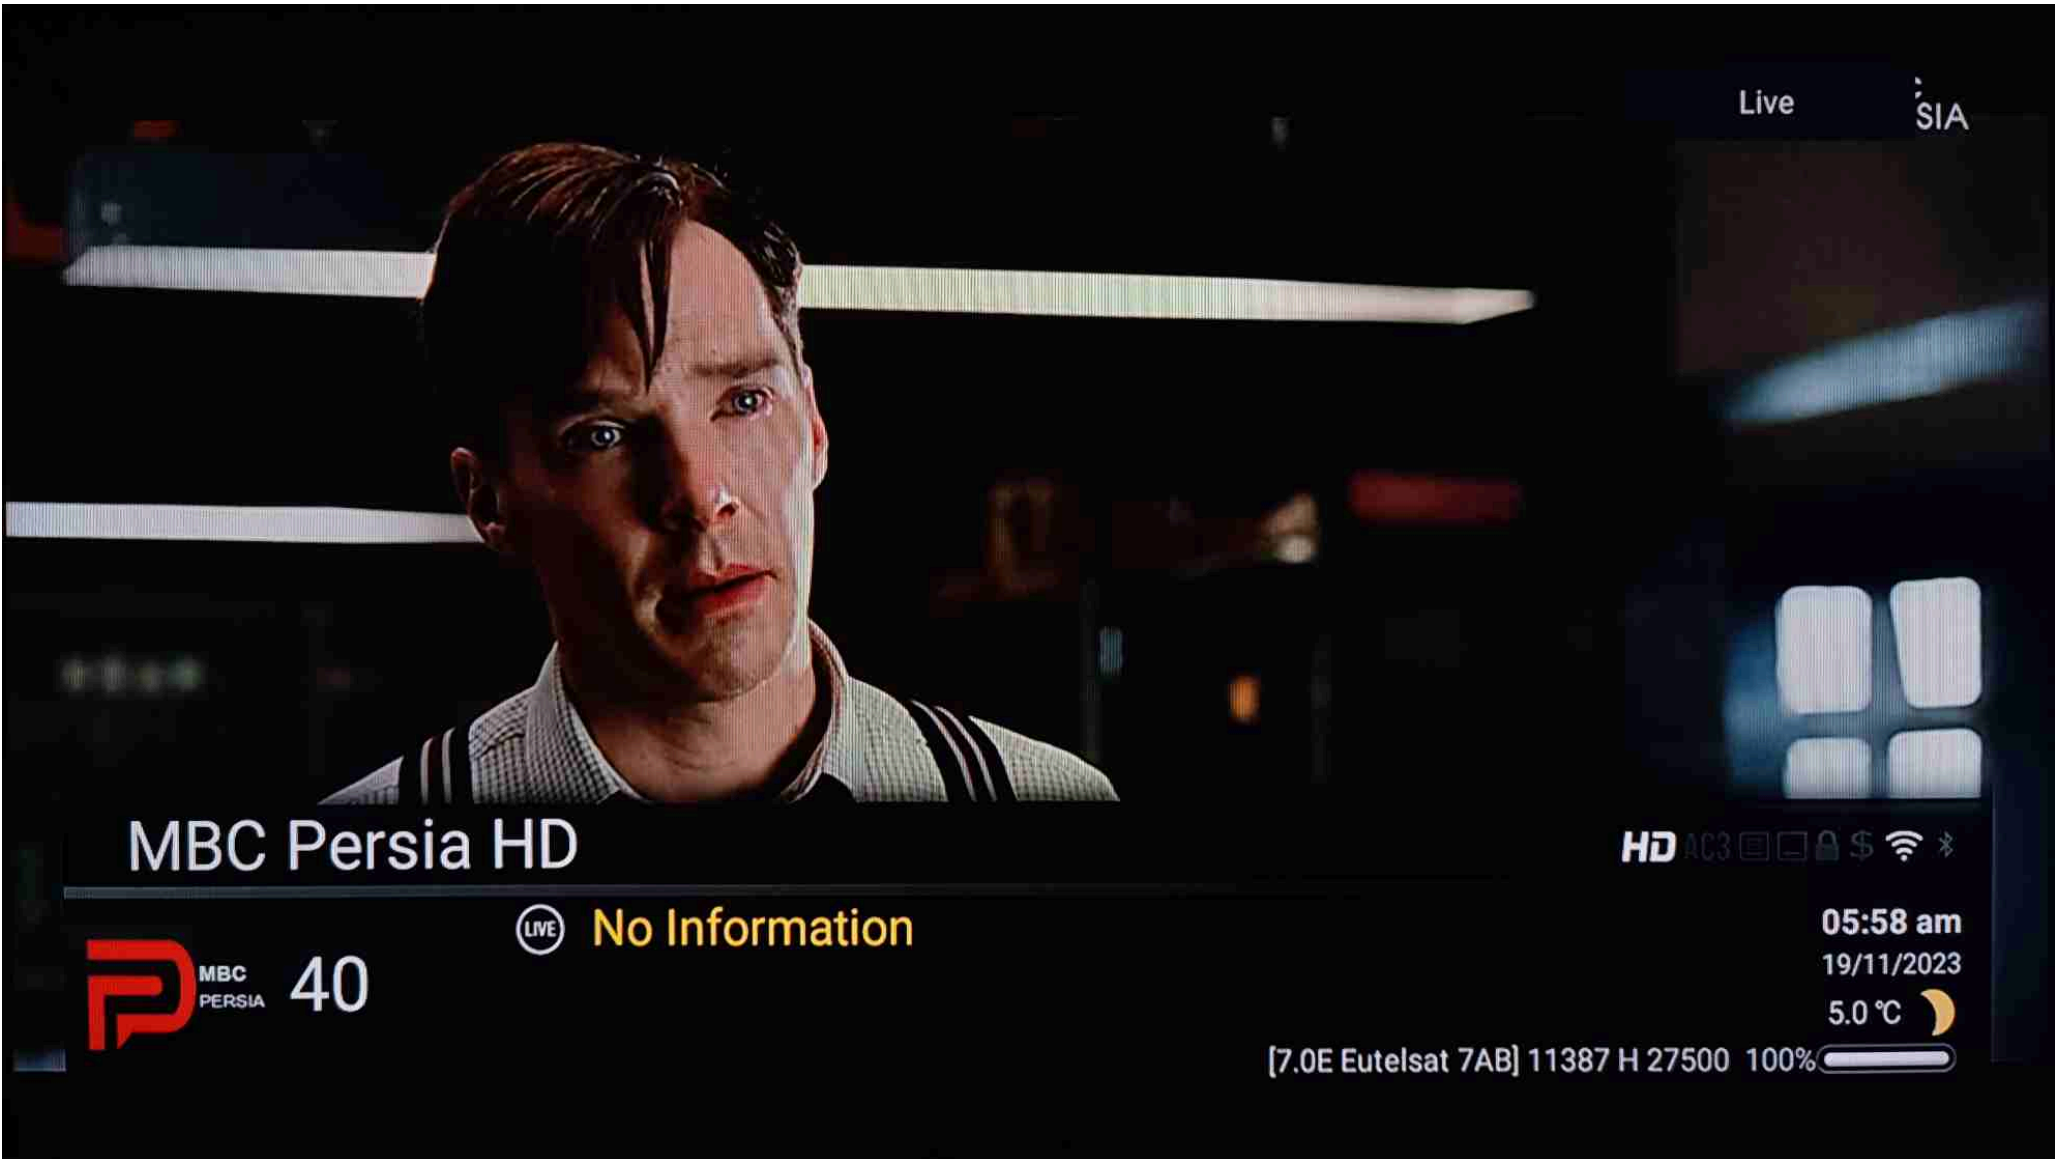 Live
SIA
MBC Persia HD
HD AC3 $
LIVE No Information
MBC
PERSIA
40
05:58 am
19/11/2023
5.0 °C
[7.0E Eutelsat 7AB] 11387 H 27500 100%